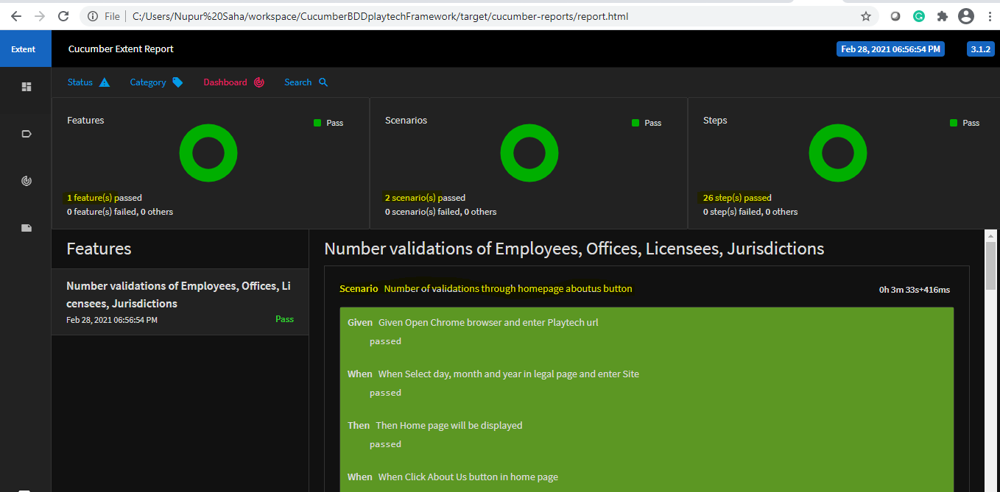 File | C:/Users/Nupur%20Saha/workspace/CucumberBDDplaytechFramework/target/cucumber-reports/report.html
Extent
Cucumber Extent Report
Feb 28, 2021 06:56:54 PM
3.1.2
Status
Category
Dashboard
Search
Features
Pass
1 feature(s) passed
0 feature(s) failed, 0 others
Scenarios
Pass
2 scenario(s) passed
0 scenario(s) failed, 0 others
Steps
Pass
26 step(s) passed
0 step(s) failed, 0 others
Features
Number validations of Employees, Offices, Li
censees, Jurisdictions
Feb 28, 2021 06:56:54 PM
Pass
Number validations of Employees, Offices, Licensees, Jurisdictions
Scenario Number of validations through homepage aboutus button
0h 3m 33s+416ms
Given Given Open Chrome browser and enter Playtech url
passed
When When Select day, month and year in legal page and enter Site
passed
Then Then Home page will be displayed
passed
When When Click About Us button in home page